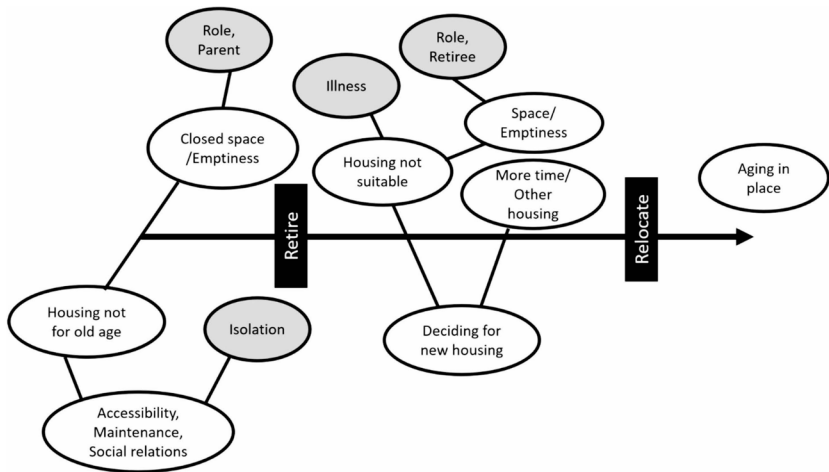 Role,
Parent
Closed space
/Emptiness
Housing not
for old age
Isolation
Accessibility,
Maintenance,
Social relations
Retire
Illness
Role,
Retiree
Space/
Emptiness
Housing not
suitable
More time/
Other
housing
Deciding for
new housing
Relocate
Aging in
place